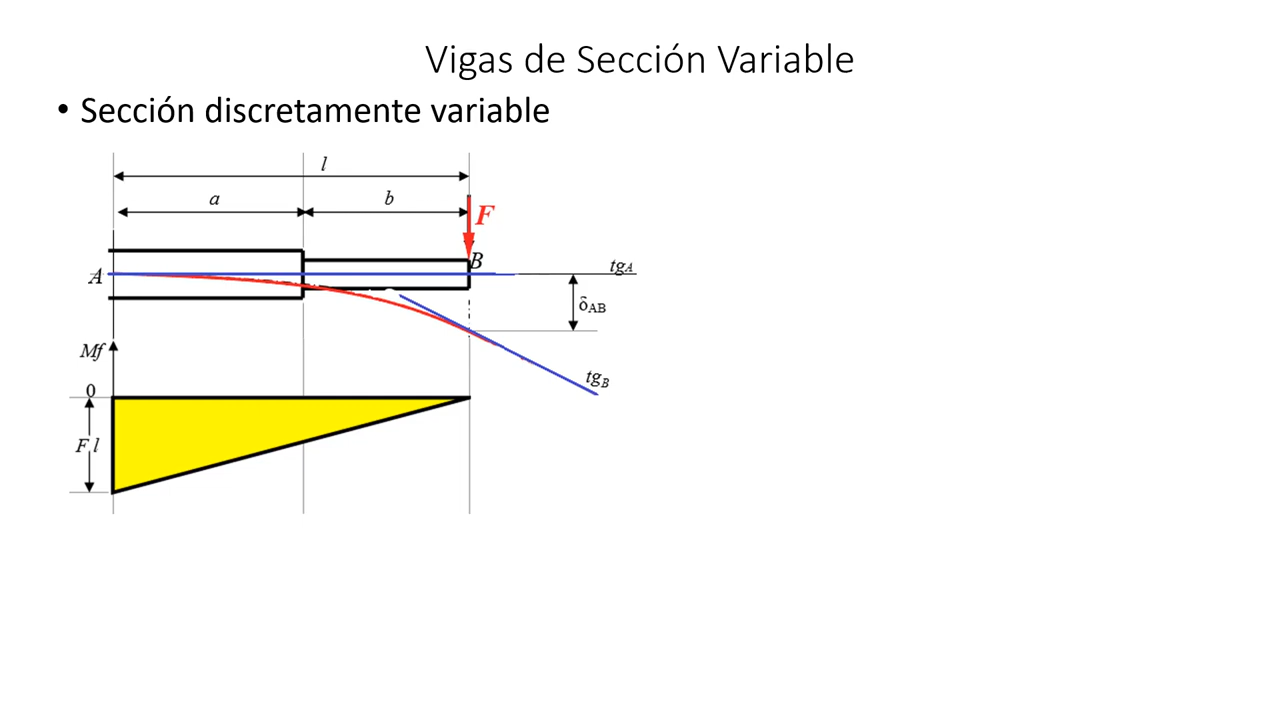 Vigas de Sección Variable
• Sección discretamente variable
l
a
b
F
A
B
tgA
δAB
Mf
tgB
0
F l